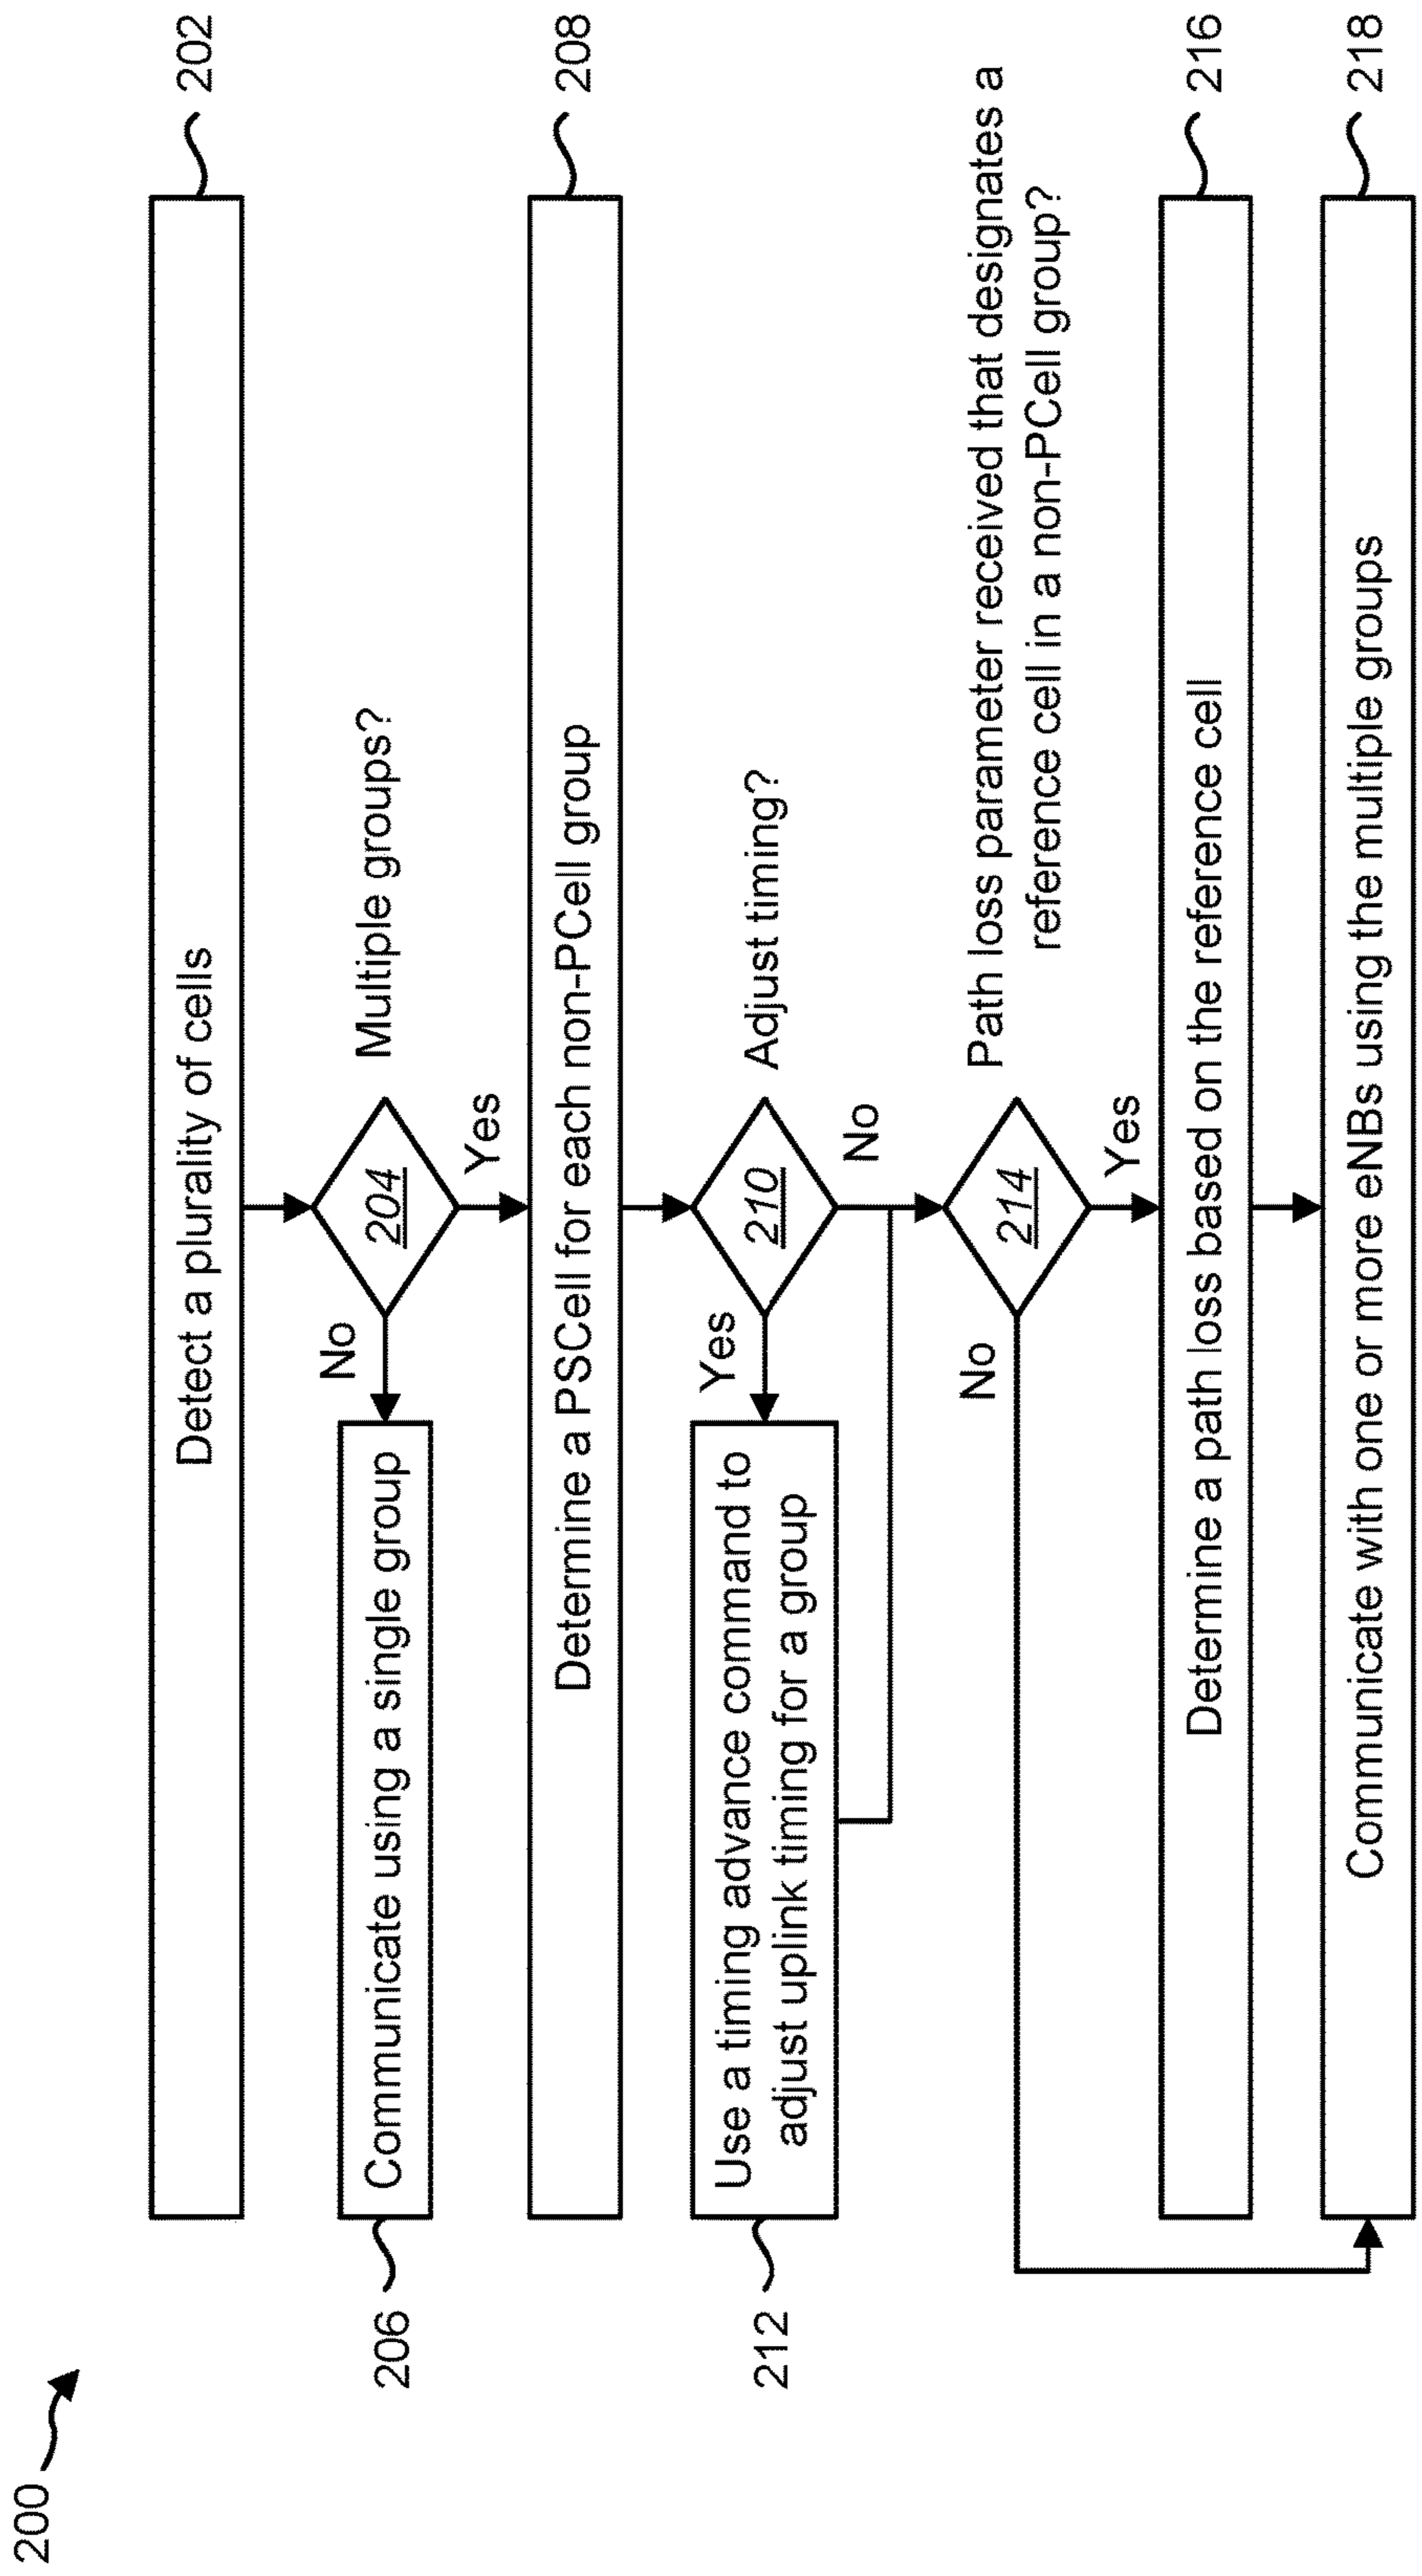 200
Detect a plurality of cells
202
204
Multiple groups?
No
Yes
Communicate using a single group
206
Determine a PSCell for each non-PCell group
208
210
Adjust timing?
Yes
No
Use a timing advance command to
adjust uplink timing for a group
212
214
Path loss parameter received that designates a
reference cell in a non-PCell group?
No
Yes
Determine a path loss based on the reference cell
216
Communicate with one or more eNBs using the multiple groups
218